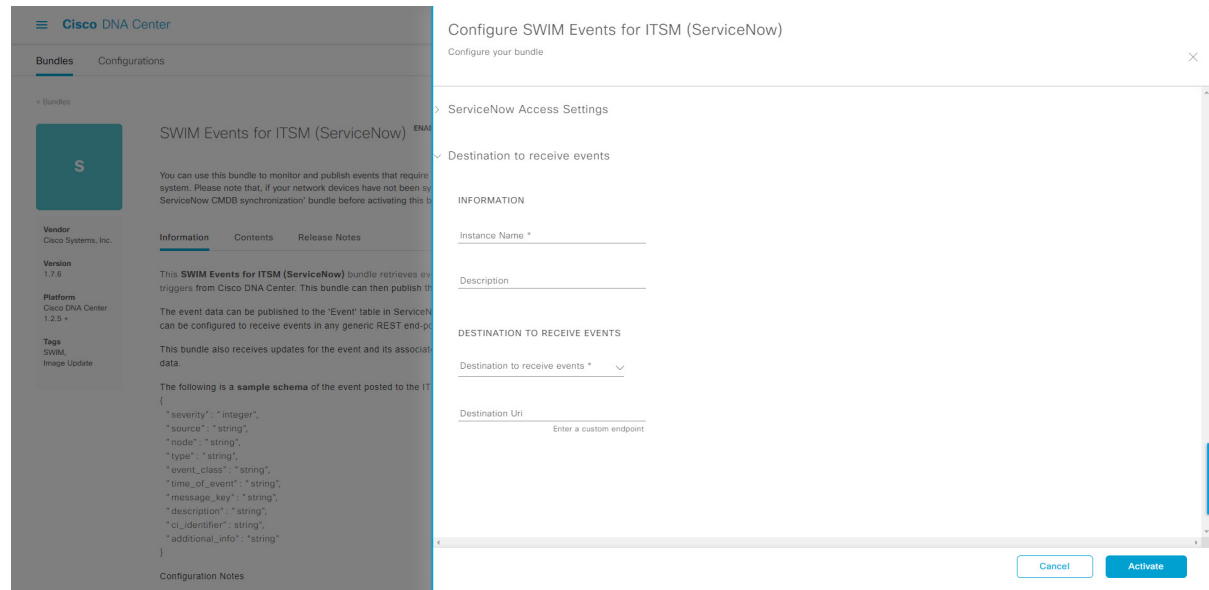 Cisco DNA Center
Bundles Configurations
< Bundles
S
Vendor
Cisco Systems, Inc.
Version
1.7.6
Platform
Cisco DNA Center
1.2.5 +
Tags
SWIM,
Image Update
SWIM Events for ITSM (ServiceNow)
You can use this bundle to monitor and publish events that require
system. Please note that, if your network devices have not been sy
ServiceNow CMDB synchronization' bundle before activating this b
Information Contents Release Notes
This SWIM Events for ITSM (ServiceNow) bundle retrieves ev
triggers from Cisco DNA Center. This bundle can then publish th
The event data can be published to the 'Event' table in ServiceN
can be configured to receive events in any generic REST end-po
This bundle also receives updates for the event and its associat
data.
The following is a sample schema of the event posted to the IT
{
"severity" : "integer",
"source" : "string",
"node" : "string",
"type" : "string",
"event_class" : "string",
"time_of_event" : "string",
"message_key" : "string",
"description" : "string",
"ci_identifier" : string",
"additional_info" : "string"
}
Configuration Notes
Configure SWIM Events for ITSM (ServiceNow)
Configure your bundle
ServiceNow Access Settings
Destination to receive events
INFORMATION
Instance Name *
Description
DESTINATION TO RECEIVE EVENTS
Destination to receive events *
Destination Uri
Enter a custom endpoint
Cancel Activate